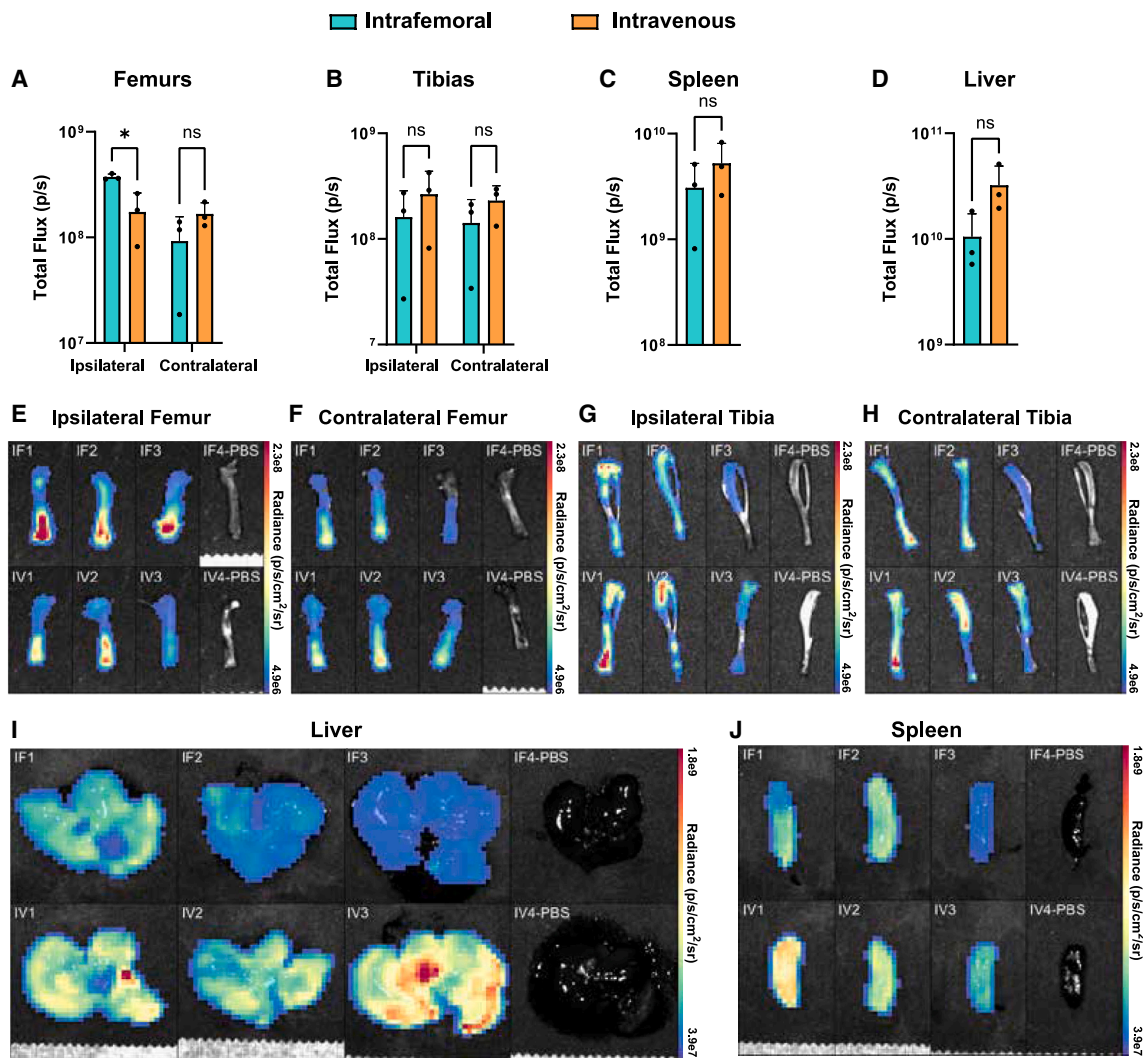 Intrafemoral Intravenous
A Femurs
B Tibias
C Spleen
D Liver
Total Flux (p/s)
10⁹
10⁸
10⁷
* ns
Ipsilateral Contralateral
Total Flux (p/s)
10⁹
10⁸
7
ns ns
Ipsilateral Contralateral
Total Flux (p/s)
10¹⁰
10⁹
10⁸
ns
Total Flux (p/s)
10¹¹
10¹⁰
10⁹
ns
E Ipsilateral Femur
IF1 IF2 IF3 IF4-PBS
IV1 IV2 IV3 IV4-PBS
2.3e8
Radiance (p/s/cm²/sr)
4.9e6
F Contralateral Femur
IF1 IF2 IF3 IF4-PBS
IV1 IV2 IV3 IV4-PBS
2.3e8
Radiance (p/s/cm²/sr)
4.9e6
G Ipsilateral Tibia
IF1 IF2 IF3 IF4-PBS
IV1 IV2 IV3 IV4-PBS
2.3e8
Radiance (p/s/cm²/sr)
4.9e6
H Contralateral Tibia
IF1 IF2 IF3 IF4-PBS
IV1 IV2 IV3 IV4-PBS
2.3e8
Radiance (p/s/cm²/sr)
4.9e6
I Liver
IF1 IF2 IF3 IF4-PBS
IV1 IV2 IV3 IV4-PBS
1.8e9
Radiance (p/s/cm²/sr)
3.9e7
J Spleen
IF1 IF2 IF3 IF4-PBS
IV1 IV2 IV3 IV4-PBS
1.8e9
Radiance (p/s/cm²/sr)
3.9e7